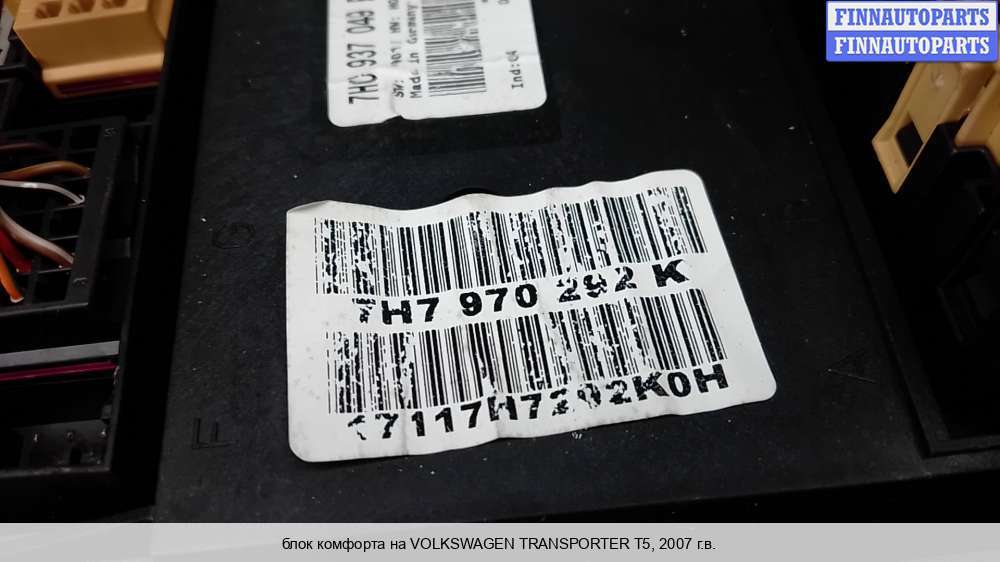 FINNAUTOPARTS
FINNAUTOPARTS
7H0 937 049
Made in Germany
Ind:04
7H7 970 292 K
17117H7292K0H
G
F
A
блок комфорта на VOLKSWAGEN TRANSPORTER T5, 2007 г.в.